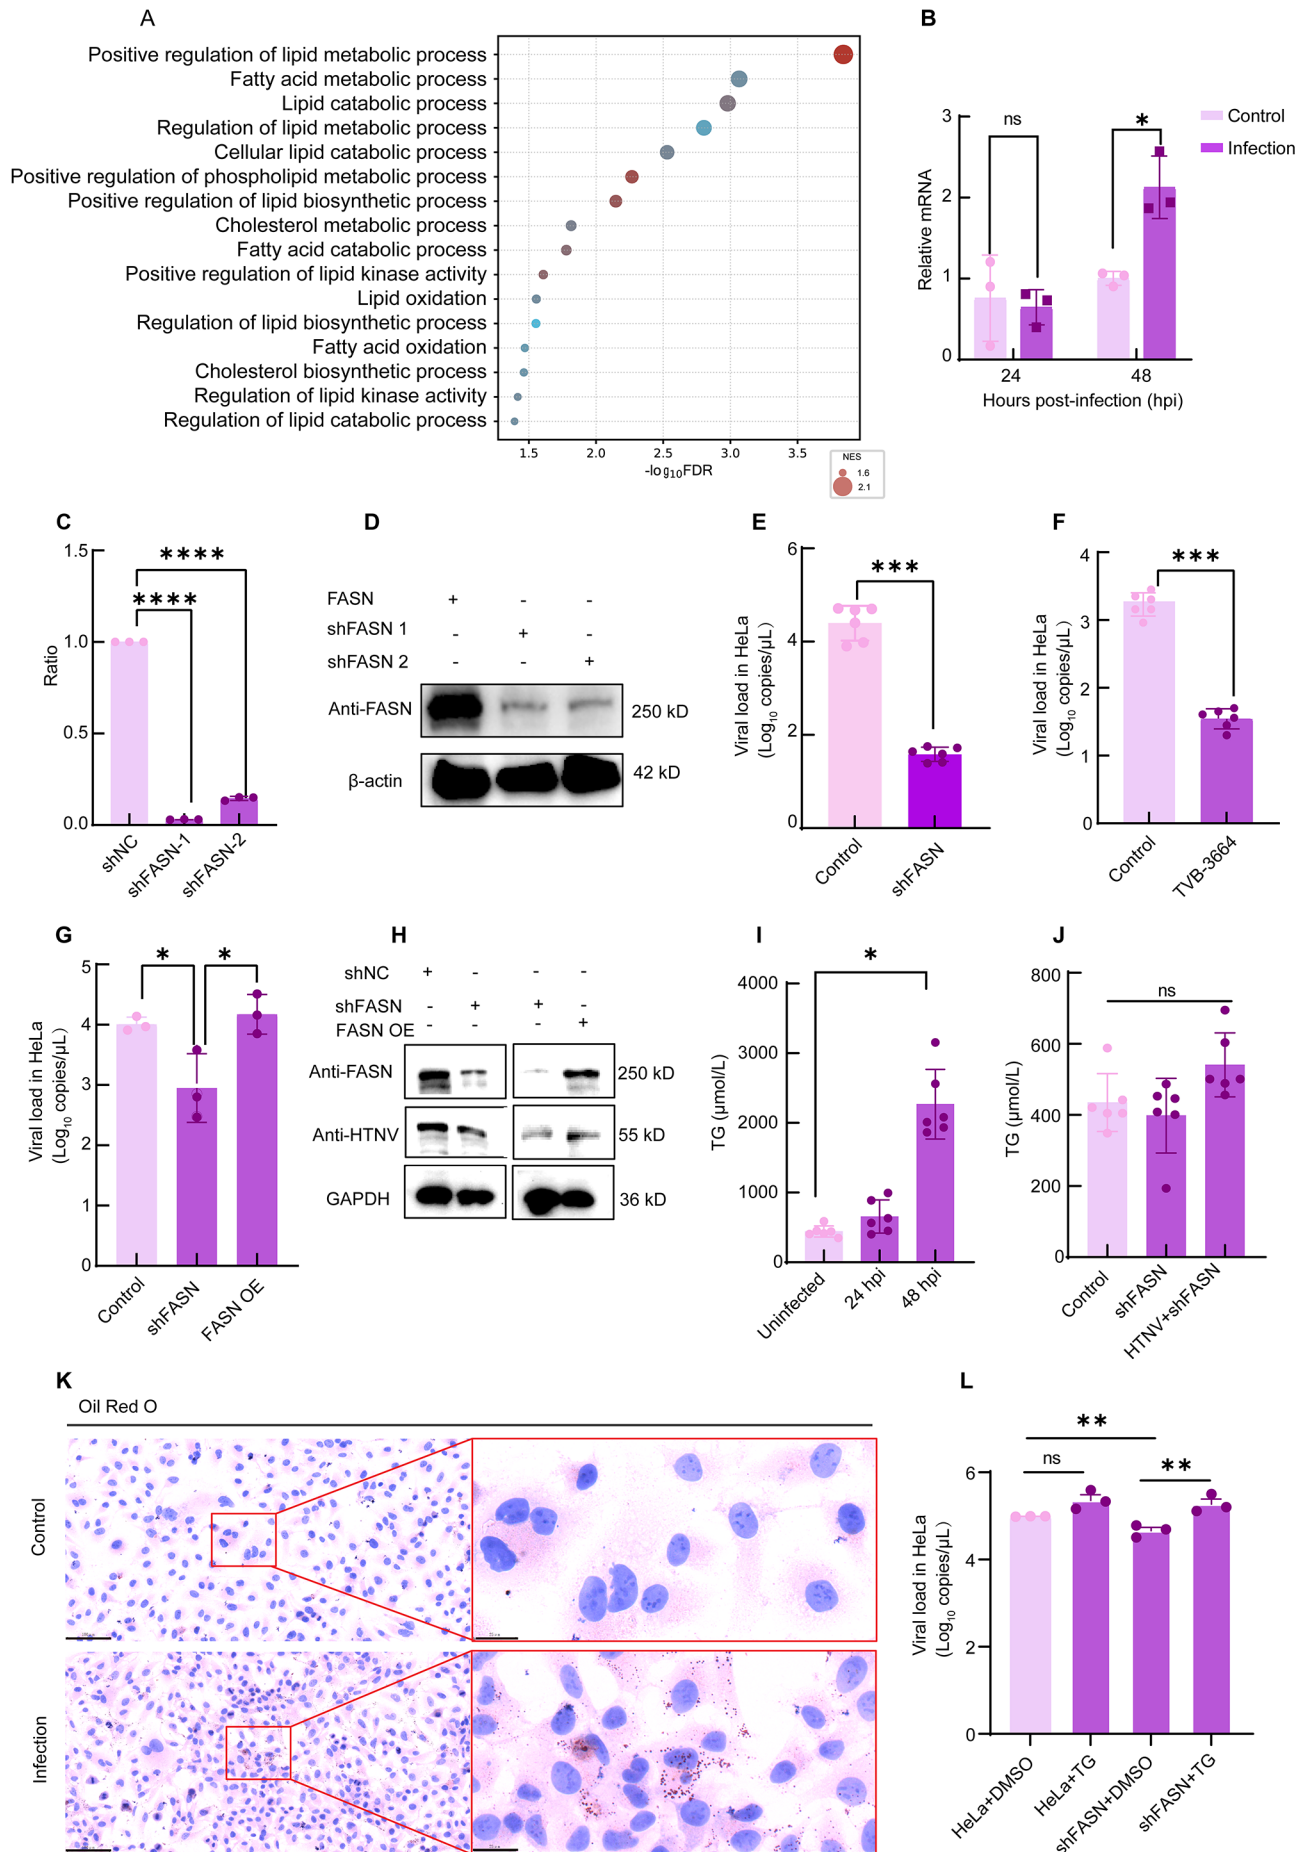 A
Positive regulation of lipid metabolic process
Fatty acid metabolic process
Lipid catabolic process
Regulation of lipid metabolic process
Cellular lipid catabolic process
Positive regulation of phospholipid metabolic process
Positive regulation of lipid biosynthetic process
Cholesterol metabolic process
Fatty acid catabolic process
Positive regulation of lipid kinase activity
Lipid oxidation
Regulation of lipid biosynthetic process
Fatty acid oxidation
Cholesterol biosynthetic process
Regulation of lipid kinase activity
Regulation of lipid catabolic process
1.5 2.0 2.5 3.0 3.5
-log₁₀FDR
NES
1.6
2.1
B
Control
Infection
Relative mRNA
3
2
1
0
ns
*
24 48
Hours post-infection (hpi)
C
Ratio
1.5
1.0
0.5
0.0
****
****
shNC shFASN-1 shFASN-2
D
FASN + - -
shFASN 1 - + -
shFASN 2 - - +
Anti-FASN 250 kD
β-actin 42 kD
E
Viral load in HeLa
(Log₁₀ copies/μL)
6
4
2
0
***
Control shFASN
F
Viral load in HeLa
(Log₁₀ copies/μL)
4
3
2
1
0
***
Control TVB-3664
G
Viral load in HeLa
(Log₁₀ copies/μL)
5
4
3
2
1
0
* *
Control shFASN FASN OE
H
shNC + - - -
shFASN - + + -
FASN OE - - - +
Anti-FASN 250 kD
Anti-HTNV 55 kD
GAPDH 36 kD
I
TG (μmol/L)
4000
3000
2000
1000
0
*
Uninfected 24 hpi 48 hpi
J
TG (μmol/L)
800
600
400
200
0
ns
Control shFASN HTNV+shFASN
K
Oil Red O
Control
Infection
L
Viral load in HeLa
(Log₁₀ copies/μL)
6
4
2
0
**
ns
**
HeLa+DMSO HeLa+TG shFASN+DMSO shFASN+TG